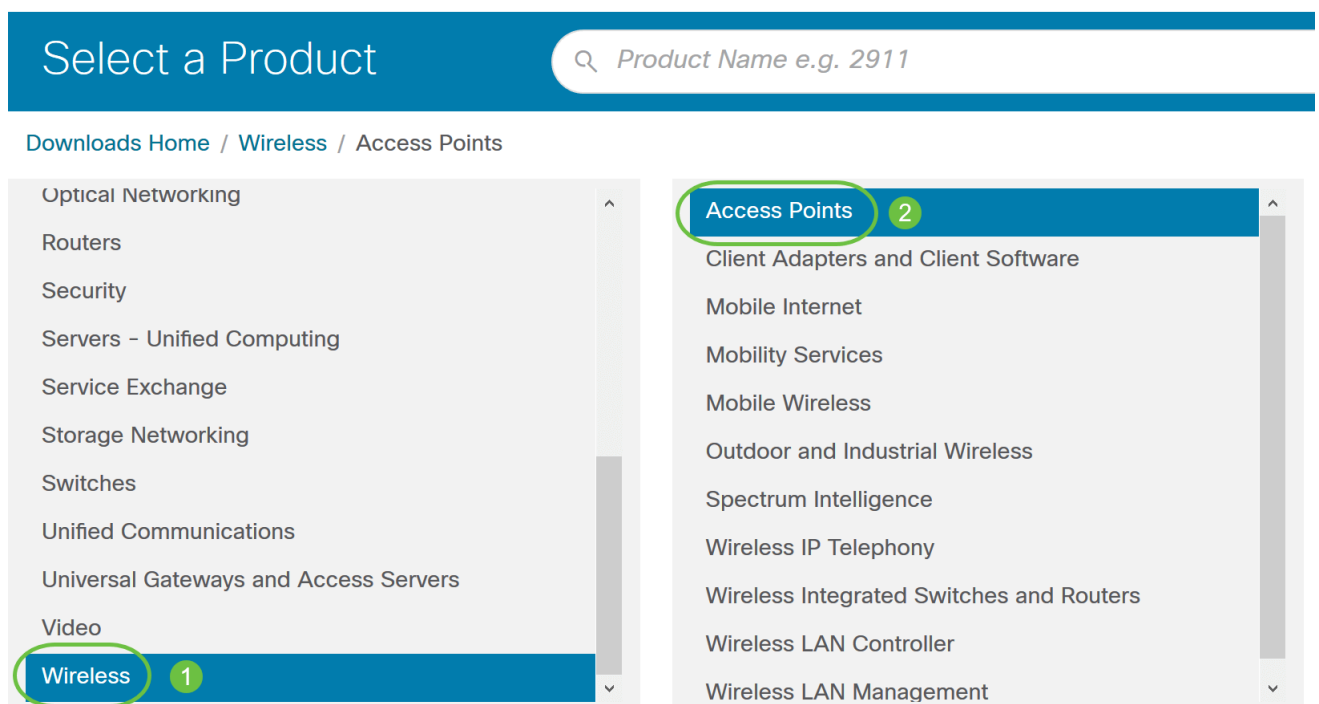 Select a Product
Product Name e.g. 2911
Downloads Home / Wireless / Access Points
Optical Networking
Routers
Security
Servers - Unified Computing
Service Exchange
Storage Networking
Switches
Unified Communications
Universal Gateways and Access Servers
Video
Wireless 1
Access Points 2
Client Adapters and Client Software
Mobile Internet
Mobility Services
Mobile Wireless
Outdoor and Industrial Wireless
Spectrum Intelligence
Wireless IP Telephony
Wireless Integrated Switches and Routers
Wireless LAN Controller
Wireless LAN Management